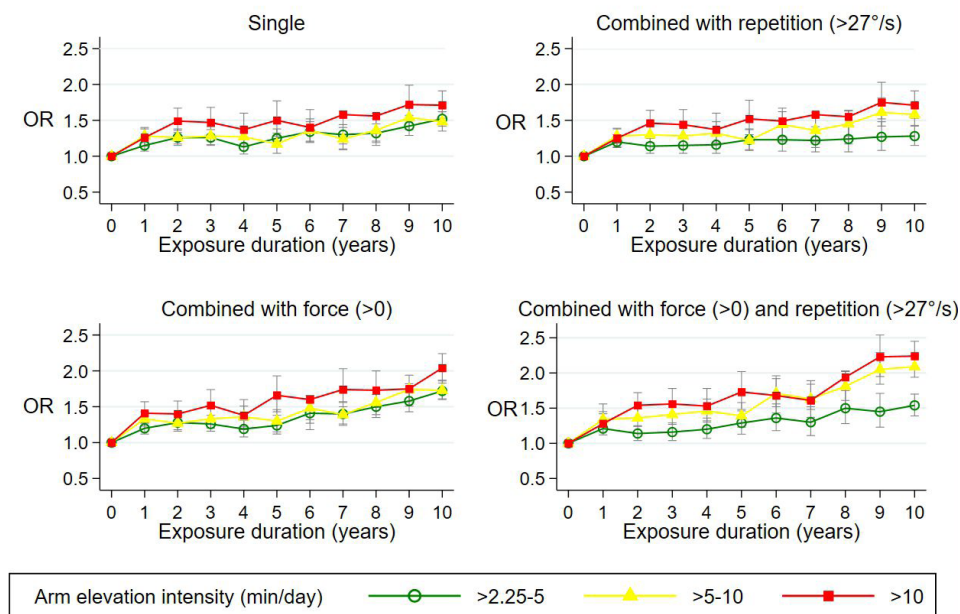 Single
2.5
2.0
1.5
OR
1.0
0.5
0 1 2 3 4 5 6 7 8 9 10
Exposure duration (years)
Combined with repetition (>27°/s)
2.5
2.0
1.5
OR
1.0
0.5
0 1 2 3 4 5 6 7 8 9 10
Exposure duration (years)
Combined with force (>0)
2.5
2.0
1.5
OR
1.0
0.5
0 1 2 3 4 5 6 7 8 9 10
Exposure duration (years)
Combined with force (>0) and repetition (>27°/s)
2.5
2.0
OR1.5
1.0
0.5
0 1 2 3 4 5 6 7 8 9 10
Exposure duration (years)
Arm elevation intensity (min/day) >2.25-5 >5-10 >10